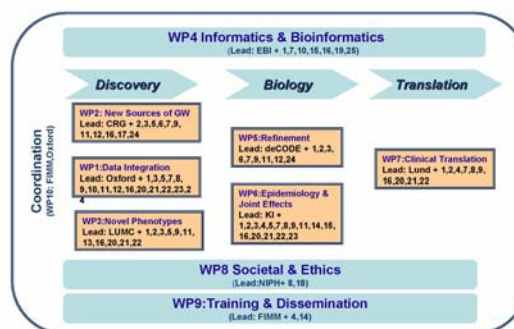 WP4 Informatics & Bioinformatics
(Lead: EBI + 1,7,10,15,16,19,25)
Discovery
Biology
Translation
WP2: New Sources of GW
Lead: CRG + 2,3,5,6,7,9,
11,12,16,17,24
WP1:Data Integration
Lead: Oxford + 1,3,5,7,8,
9,10,11,12,16,20,21,22,23,2
4
WP3:Novel Phenotypes
Lead: LUMC + 1,2,3,5,9,11,
13,16,20,21,22
WP5:Refinement
Lead: deCODE + 1,2,3,
6,7,9,11,12,24
WP6:Epidemiology &
Joint Effects
Lead: KI +
1,2,3,4,5,7,8,9,11,14,15,
16,20,21,22,23
WP7:Clinical Translation
Lead: Lund + 1,2,4,7,8,9,
16,20,21,22
Coordination
(WP10: FIMM,Oxford)
WP8 Societal & Ethics
(Lead:NIPH+ 8,18)
WP9:Training & Dissemination
(Lead: FIMM + 4,14)